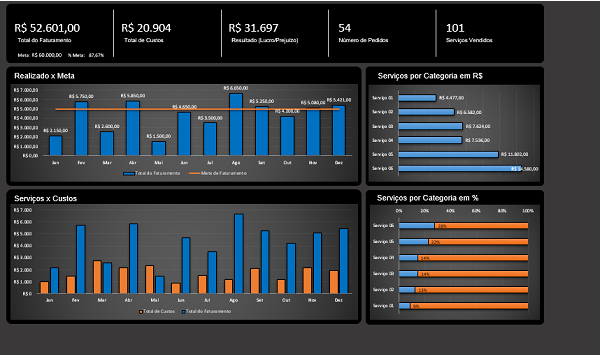 R$ 52.601,00
Total do Faturamento
Meta: R$ 60.000,00 % Meta: 87,67%
R$ 20.904
Total de Custos
R$ 31.697
Resultado (Lucro/Prejuízo)
54
Número de Pedidos
101
Serviços Vendidos
Realizado x Meta
R$ 7.000,00
R$ 6.000,00
R$ 5.000,00
R$ 4.000,00
R$ 3.000,00
R$ 2.000,00
R$ 1.000,00
R$ 0,00
R$ 2.150,00
R$ 5.750,00
R$ 2.600,00
R$ 5.850,00
R$ 1.500,00
R$ 4.650,00
R$ 3.500,00
R$ 6.650,00
R$ 5.250,00
R$ 4.200,00
R$ 5.080,00
R$ 5.421,00
Jan Fev Mar Abr Mai Jun Jul Ago Set Out Nov Dez
Total do Faturamento Meta de Faturamento
Serviços por Categoria em R$
Serviço 01 R$ 4.477,00
Serviço 02 R$ 6.582,00
Serviço 03 R$ 7.624,00
Serviço 04 R$ 7.536,00
Serviço 05 R$ 11.802,00
Serviço 06
Serviços x Custos
R$ 7.000
R$ 6.000
R$ 5.000
R$ 4.000
R$ 3.000
R$ 2.000
R$ 1.000
R$ 0
Jan Fev Mar Abr Mai Jun Jul Ago Set Out Nov Dez
Total de Custos Total do Faturamento
Serviços por Categoria em %
0% 20% 40% 60% 80% 100%
Serviço 06 28%
Serviço 05 22%
Serviço 04 14%
Serviço 03 14%
Serviço 02 13%
Serviço 01 9%